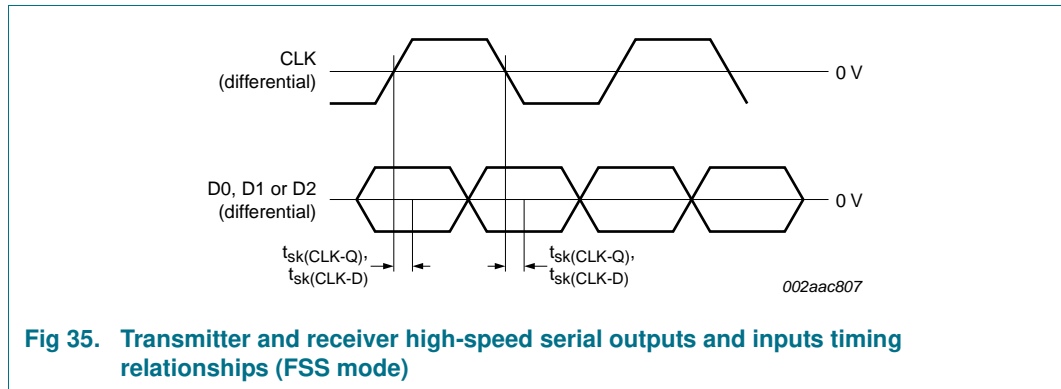 CLK
(differential)
0 V
D0, D1 or D2
(differential)
0 V
tsk(CLK-Q),
tsk(CLK-D)
tsk(CLK-Q),
tsk(CLK-D)
002aac807
Fig 35. Transmitter and receiver high-speed serial outputs and inputs timing
relationships (FSS mode)